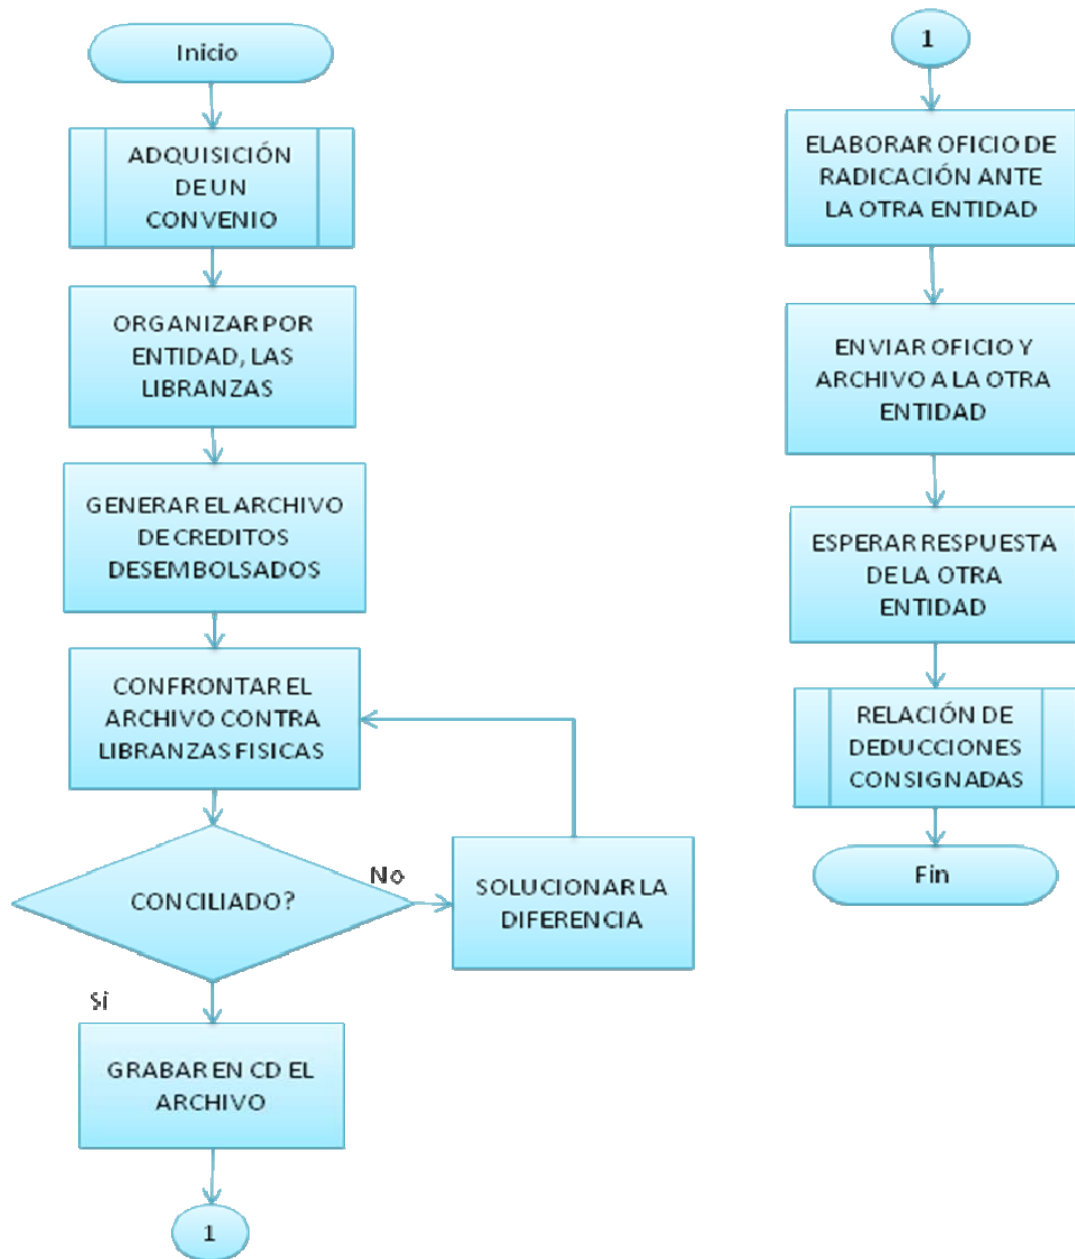 Inicio
ADQUISICIÓN
DE UN
CONVENIO
ORGANIZAR POR
ENTIDAD, LAS
LIBRANZAS
GENERAR EL ARCHIVO
DE CREDITOS
DESEMBOLSADOS
CONFRONTAR EL
ARCHIVO CONTRA
LIBRANZAS FISICAS
CONCILIADO?
No
SOLUCIONAR LA
DIFERENCIA
Si
GRABAR EN CD EL
ARCHIVO
1
1
ELABORAR OFICIO DE
RADICACIÓN ANTE
LA OTRA ENTIDAD
ENVIAR OFICIO Y
ARCHIVO A LA OTRA
ENTIDAD
ESPERAR RESPUESTA
DE LA OTRA
ENTIDAD
RELACIÓN DE
DEDUCCIONES
CONSIGNADAS
Fin